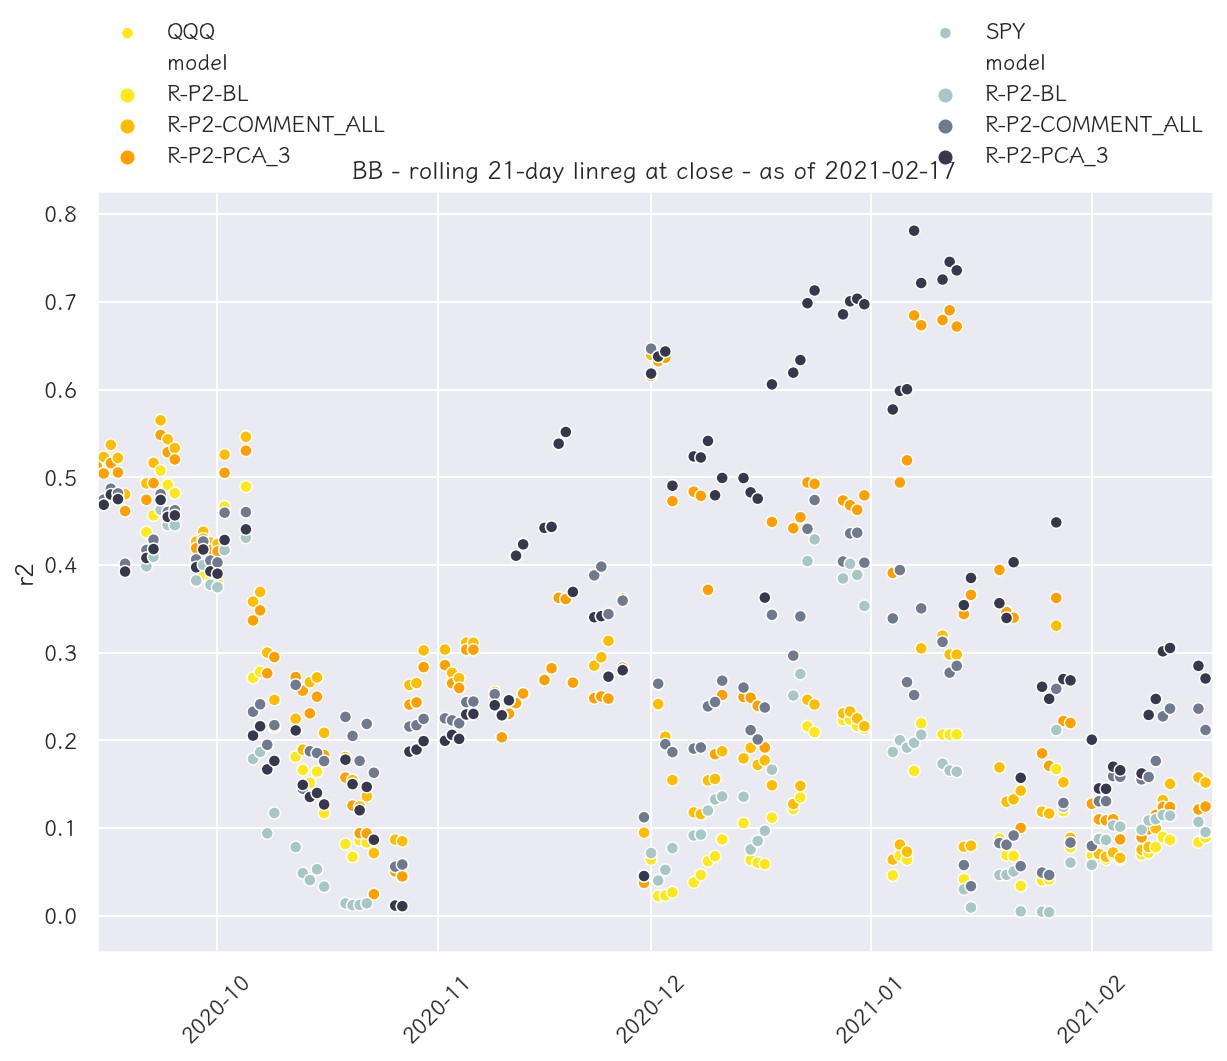 QQQ
model
R-P2-BL
R-P2-COMMENT_ALL
R-P2-PCA_3
SPY
model
R-P2-BL
R-P2-COMMENT_ALL
R-P2-PCA_3
BB - rolling 21-day linreg at close - as of 2021-02-17
r2
0.8
0.7
0.6
0.5
0.4
0.3
0.2
0.1
0.0
2020-10
2020-11
2020-12
2021-01
2021-02